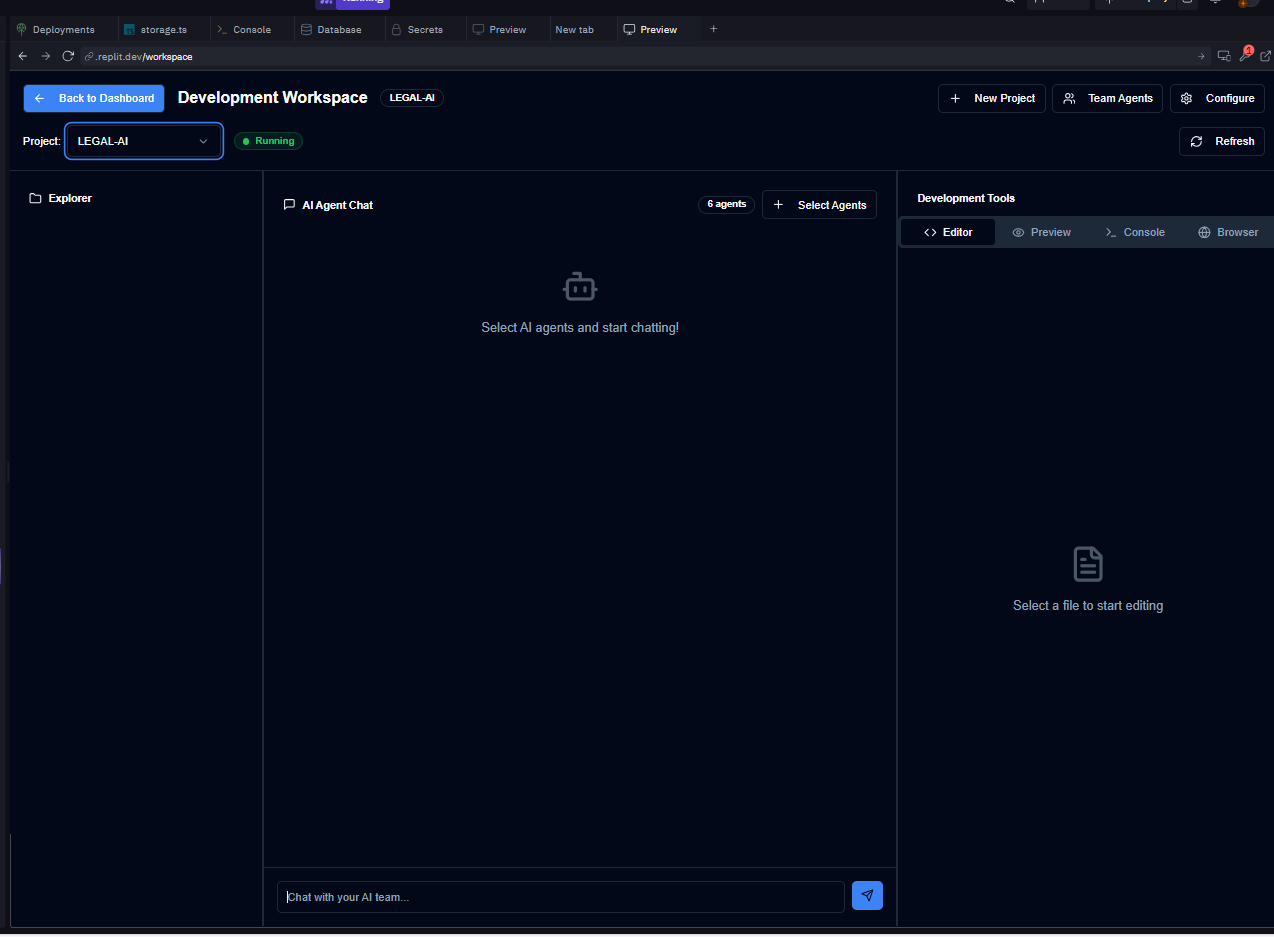 Running
Deployments storage.ts Console Database Secrets Preview New tab Preview
.replit.dev/workspace 1
Back to Dashboard Development Workspace LEGAL-AI New Project Team Agents Configure
Project: LEGAL-AI Running Refresh
Explorer
AI Agent Chat 6 agents Select Agents
Development Tools
Editor Preview Console Browser
Select AI agents and start chatting!
Select a file to start editing
Chat with your AI team...